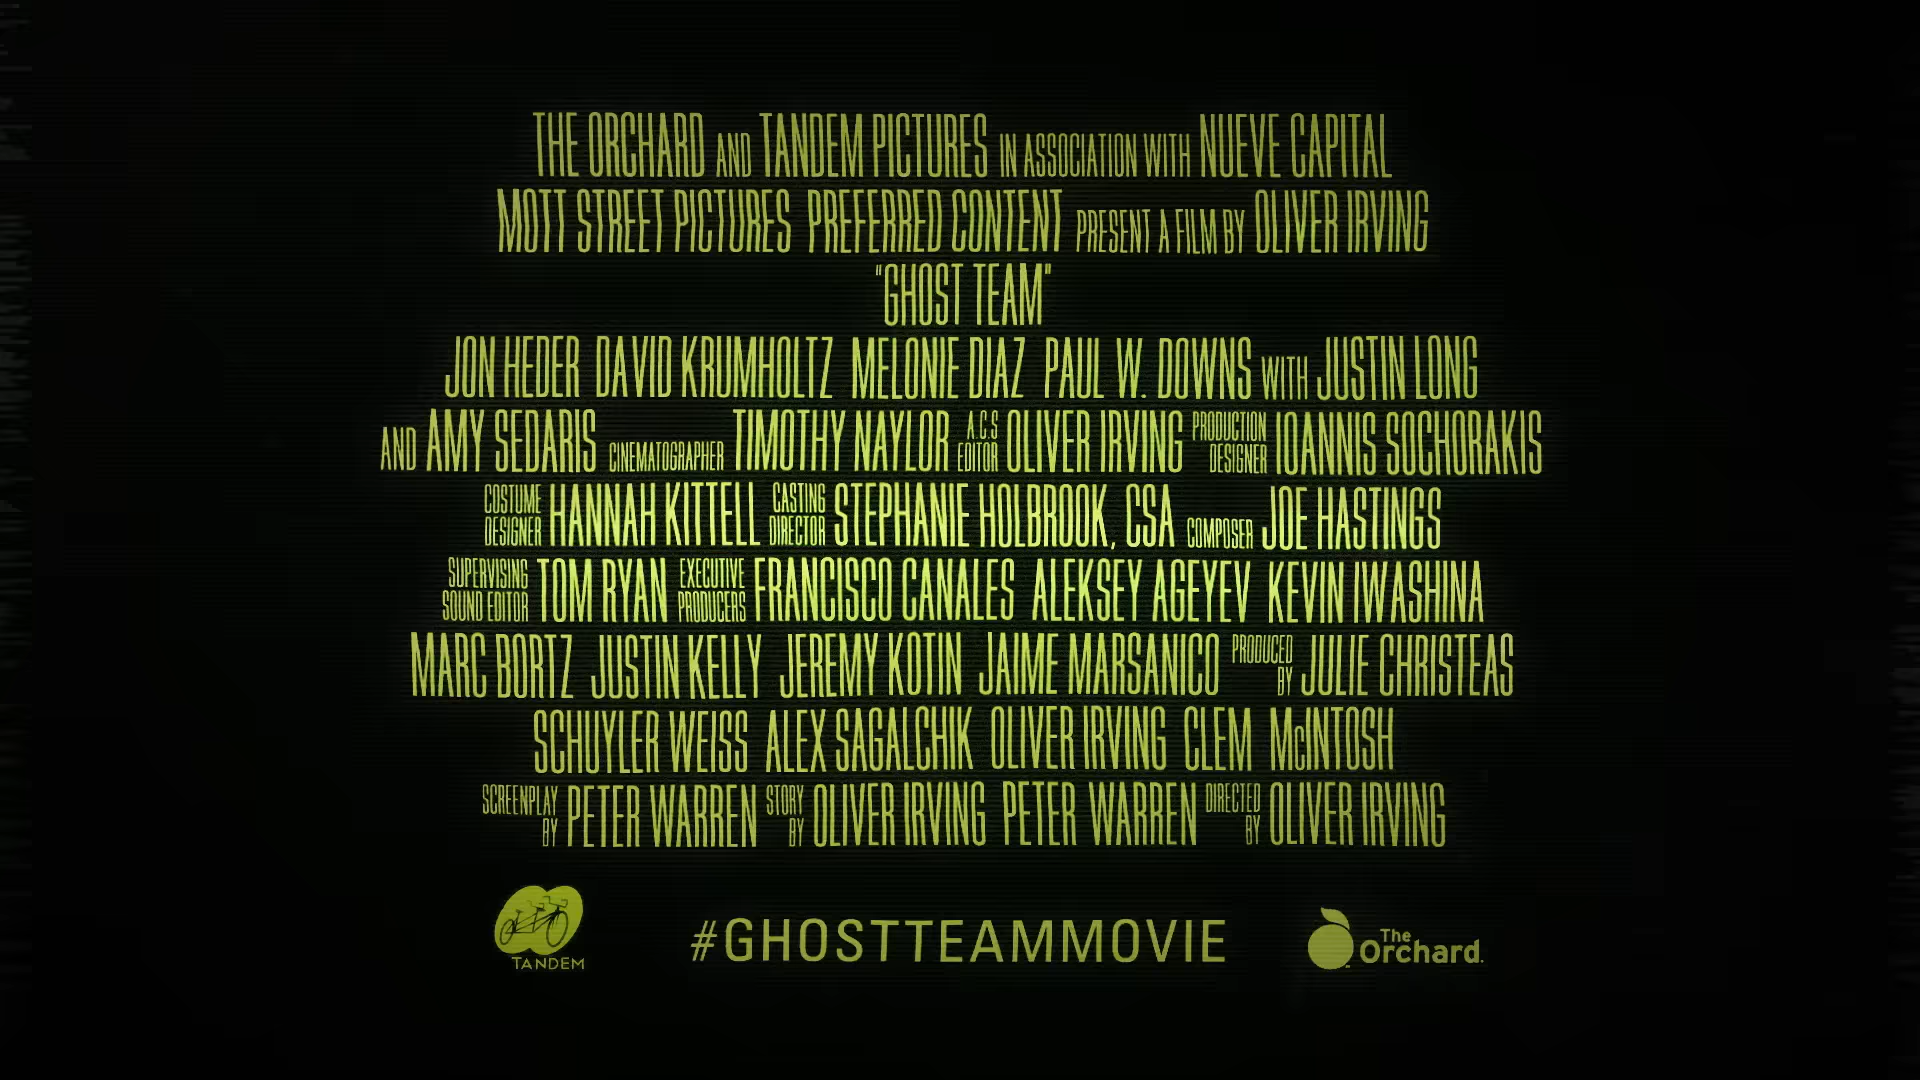 THE ORCHARD AND TANDEM PICTURES IN ASSOCIATION WITH NUEVE CAPITAL
MOTT STREET PICTURES PREFERRED CONTENT PRESENT A FILM BY OLIVER IRVING
"GHOST TEAM"
JON HEDER DAVID KRUMHOLTZ MELONIE DIAZ PAUL W. DOWNS WITH JUSTIN LONG
AND AMY SEDARIS CINEMATOGRAPHER TIMOTHY NAYLOR A.C.S EDITOR OLIVER IRVING PRODUCTION DESIGNER IOANNIS SOCHORAKIS
COSTUME DESIGNER HANNAH KITTELL CASTING DIRECTOR STEPHANIE HOLBROOK, CSA COMPOSER JOE HASTINGS
SUPERVISING SOUND EDITOR TOM RYAN EXECUTIVE PRODUCERS FRANCISCO CANALES ALEKSEY AGEYEV KEVIN IWASHINA
MARC BORTZ JUSTIN KELLY JEREMY KOTIN JAIME MARSANICO PRODUCED BY JULIE CHRISTEAS
SCHUYLER WEISS ALEX SAGALCHIK OLIVER IRVING CLEM McINTOSH
SCREENPLAY BY PETER WARREN STORY BY OLIVER IRVING PETER WARREN DIRECTED BY OLIVER IRVING
TANDEM
#GHOSTTEAMMOVIE
The Orchard.